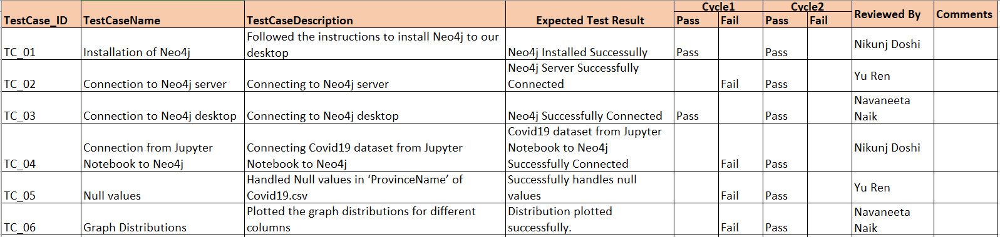 Cycle1 Cycle2
TestCase_ID TestCaseName TestCaseDescription Expected Test Result Pass Fail Pass Fail Reviewed By Comments
Followed the instructions to install Neo4j to our
TC_01 Installation of Neo4j desktop Neo4j Installed Successully Pass Pass Nikunj Doshi
Neo4j Server Successfully
TC_02 Connection to Neo4j server Connecting to Neo4j server Connected Fail Pass Yu Ren
Navaneeta
TC_03 Connection to Neo4j desktop Connecting to Neo4j desktop Neo4j Successfully Connected Pass Pass Naik
Covid19 dataset from Jupyter
Connection from Jupyter Connecting Covid19 dataset from Jupyter Notebook to Neo4j Nikunj Doshi
TC_04 Notebook to Neo4j Notebook to Neo4j Successfully Connected Fail Pass
Handled Null values in ‘ProvinceName’ of Successfully handles null
TC_05 Null values Covid19.csv values Fail Pass Yu Ren
Plotted the graph distributions for different Distribution plotted Navaneeta
TC_06 Graph Distributions columns successfully. Fail Pass Naik